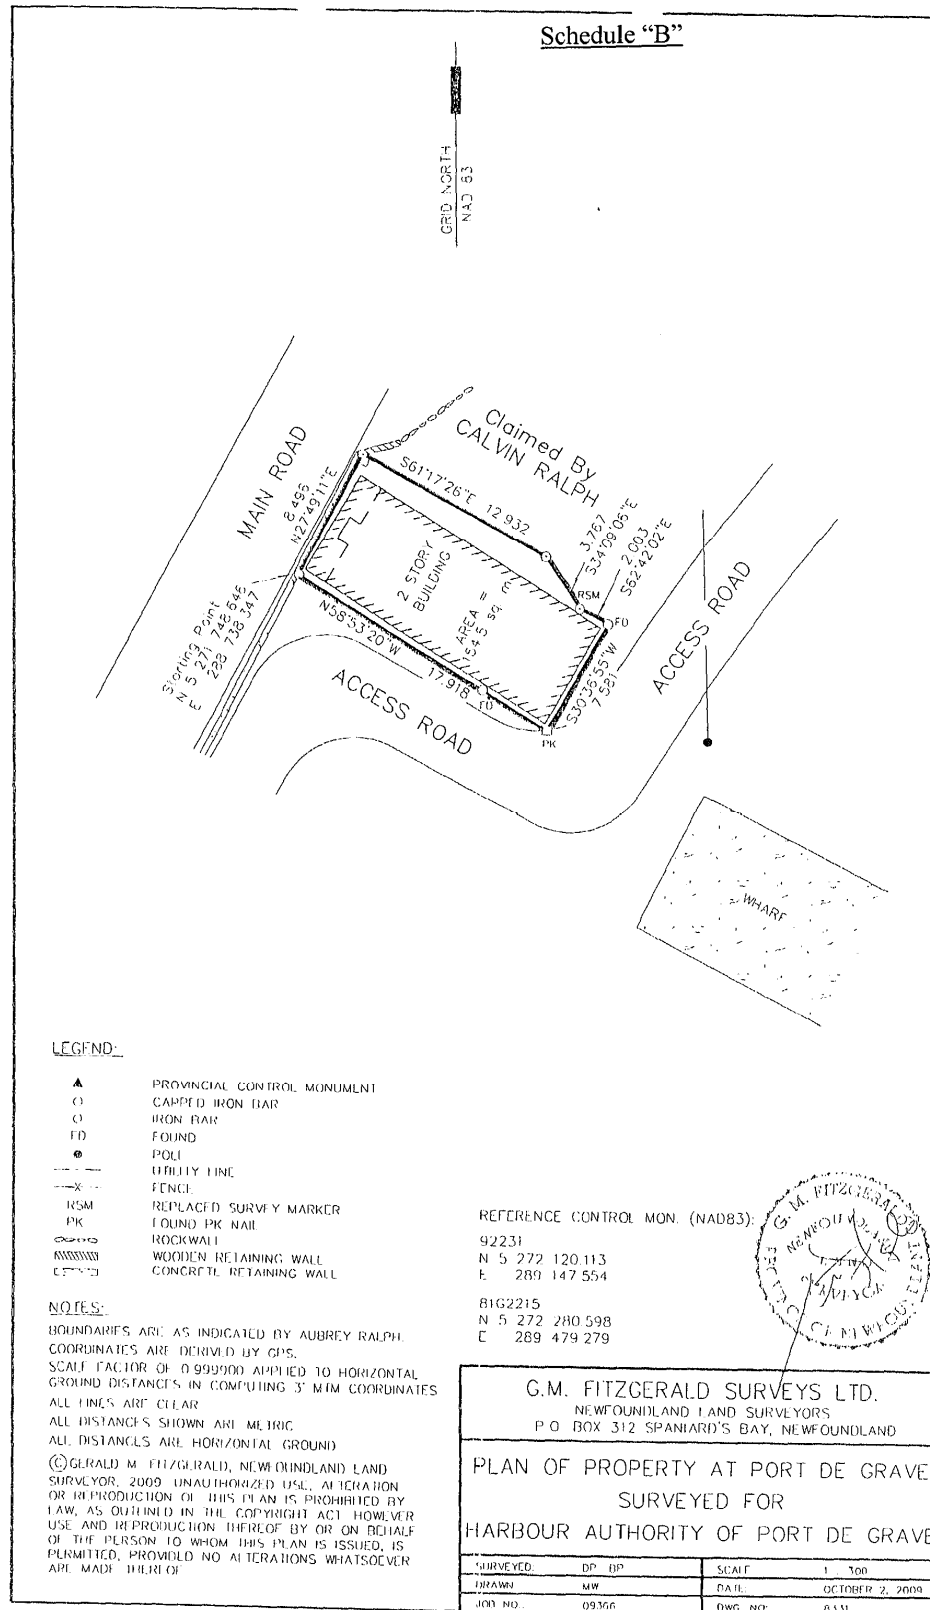 Schedule "B"
GRID NORTH
NAD 83
MAIN ROAD
8.496
N27°49'11"E
Claimed By
CALVIN RALPH
S61°17'26"E 12.932
3.767
S34°09'05"E
2.003
S62°42'02"E
RSM
FD
2 STORY
BUILDING
AREA =
154.5 sq. m.
Starting Point
N 5 271 748.646
E 288 738.347
N58°53'20"W
17.918
FD
S30°36'55"W
7.581
PK
ACCESS ROAD
ACCESS ROAD
WHARF
LEGEND:
PROVINCIAL CONTROL MONUMENT
CAPPED IRON BAR
IRON BAR
FD FOUND
POLE
UTILITY LINE
FENCE
RSM REPLACED SURVEY MARKER
PK FOUND PK NAIL
ROCKWALL
WOODEN RETAINING WALL
CONCRETE RETAINING WALL
NOTES:
BOUNDARIES ARE AS INDICATED BY AUBREY RALPH.
COORDINATES ARE DERIVED BY GPS.
SCALE FACTOR OF 0.999900 APPLIED TO HORIZONTAL
GROUND DISTANCES IN COMPUTING 3° MTM COORDINATES
ALL LINES ARE CLEAR
ALL DISTANCES SHOWN ARE METRIC
ALL DISTANCES ARE HORIZONTAL GROUND
© GERALD M. FITZGERALD, NEWFOUNDLAND LAND
SURVEYOR, 2009 UNAUTHORIZED USE, ALTERATION
OR REPRODUCTION OF THIS PLAN IS PROHIBITED BY
LAW, AS OUTLINED IN THE COPYRIGHT ACT HOWEVER
USE AND REPRODUCTION THEREOF BY OR ON BEHALF
OF THE PERSON TO WHOM THIS PLAN IS ISSUED, IS
PERMITTED, PROVIDED NO ALTERATIONS WHATSOEVER
ARE MADE THEREOF
REFERENCE CONTROL MON. (NAD83):
92231
N 5 272 120.113
E 289 147 554
81G2215
N 5 272 280.598
E 289 479 279
G. M. FITZGERALD
G.M. FITZGERALD SURVEYS LTD.
NEWFOUNDLAND LAND SURVEYORS
P.O. BOX 312 SPANIARD'S BAY, NEWFOUNDLAND
PLAN OF PROPERTY AT PORT DE GRAVE
SURVEYED FOR
HARBOUR AUTHORITY OF PORT DE GRAVE
SURVEYED: DP BP SCALE 1 : 300
DRAWN MW DATE: OCTOBER 2, 2009
JOB NO.. 09366 DWG. NO: